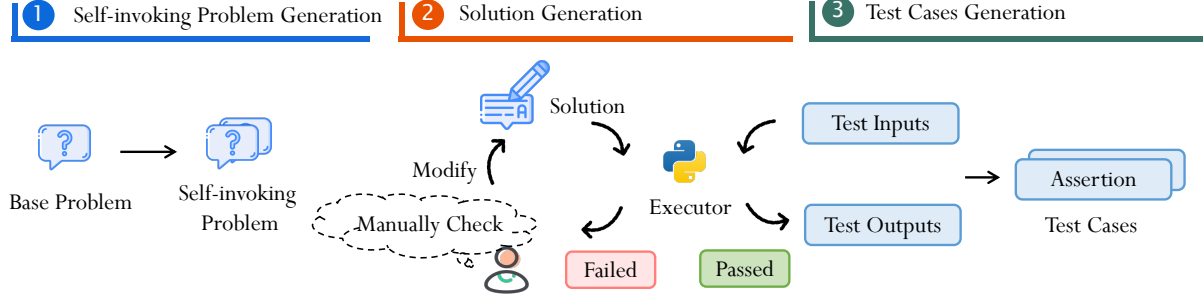 1 Self-invoking Problem Generation
2 Solution Generation
3 Test Cases Generation
?
Base Problem
?
Self-invoking
Problem
A
Solution
Modify
Manually Check
Executor
Failed
Passed
Test Inputs
Test Outputs
Assertion
Test Cases